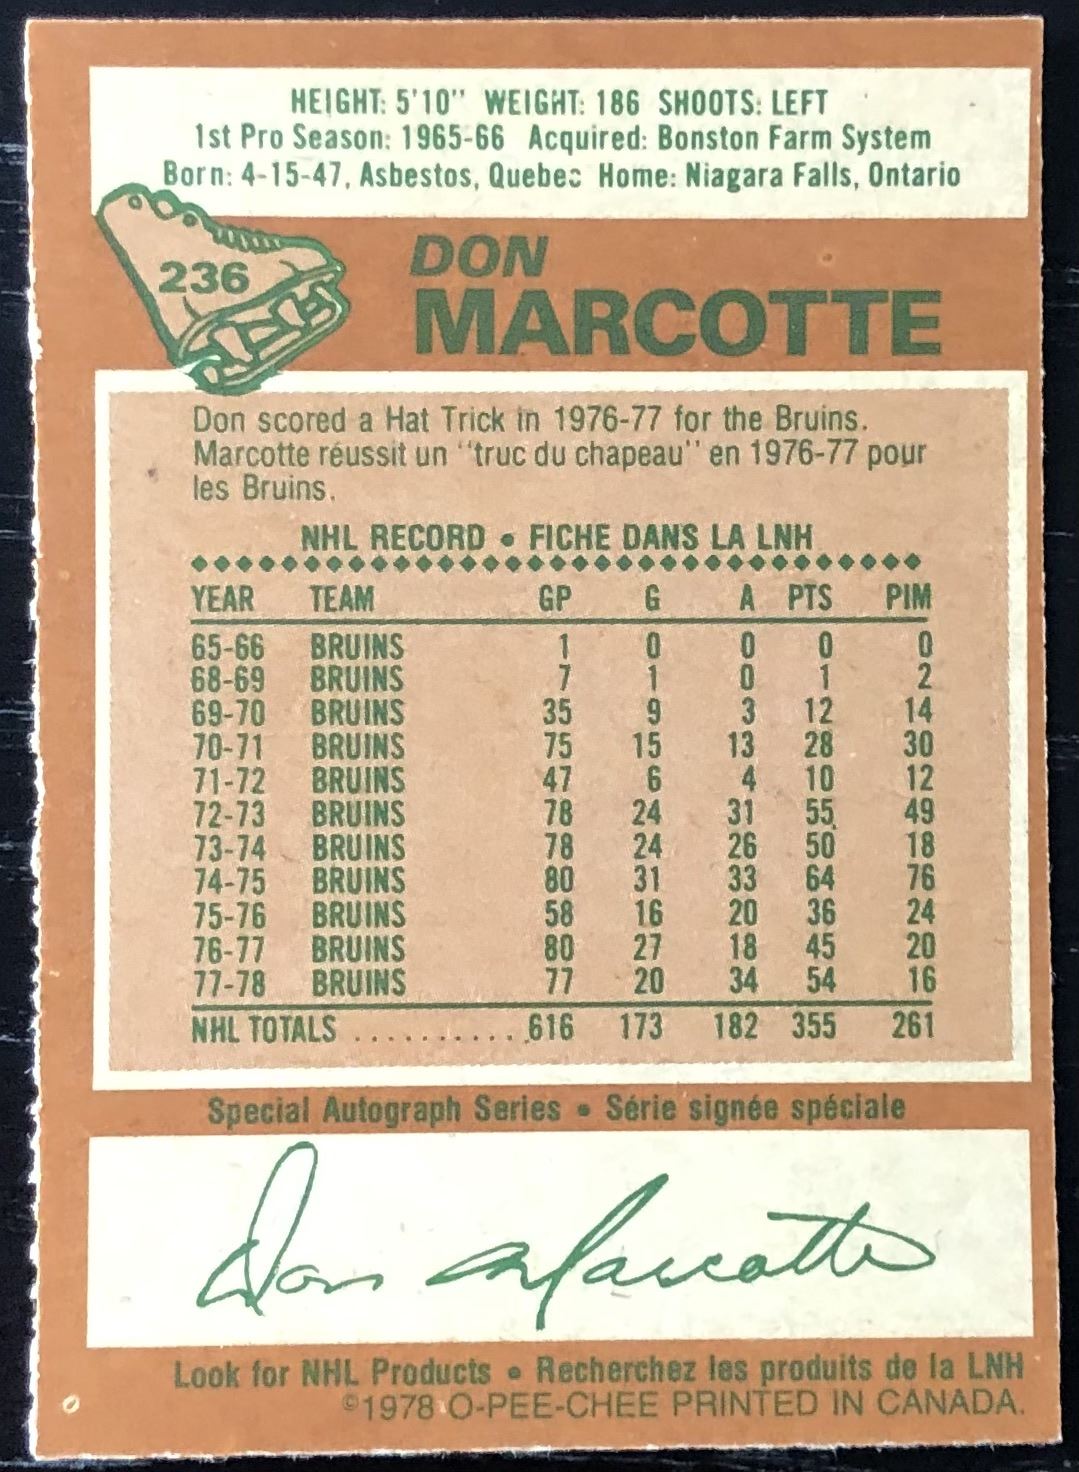 HEIGHT: 5'10" WEIGHT: 186 SHOOTS: LEFT
1st Pro Season: 1965-66 Acquired: Bonston Farm System
Born: 4-15-47, Asbestos, Quebec Home: Niagara Falls, Ontario
236
DON
MARCOTTE
Don scored a Hat Trick in 1976-77 for the Bruins.
Marcotte réussit un "truc du chapeau" en 1976-77 pour
les Bruins.
NHL RECORD • FICHE DANS LA LNH
YEAR TEAM GP G A PTS PIM
65-66 BRUINS 1 0 0 0 0
68-69 BRUINS 7 1 0 1 2
69-70 BRUINS 35 9 3 12 14
70-71 BRUINS 75 15 13 28 30
71-72 BRUINS 47 6 4 10 12
72-73 BRUINS 78 24 31 55 49
73-74 BRUINS 78 24 26 50 18
74-75 BRUINS 80 31 33 64 76
75-76 BRUINS 58 16 20 36 24
76-77 BRUINS 80 27 18 45 20
77-78 BRUINS 77 20 34 54 16
NHL TOTALS ........... 616 173 182 355 261
Special Autograph Series • Série signée spéciale
Don Marcotte
Look for NHL Products • Recherchez les produits de la LNH
©1978 O-PEE-CHEE PRINTED IN CANADA.